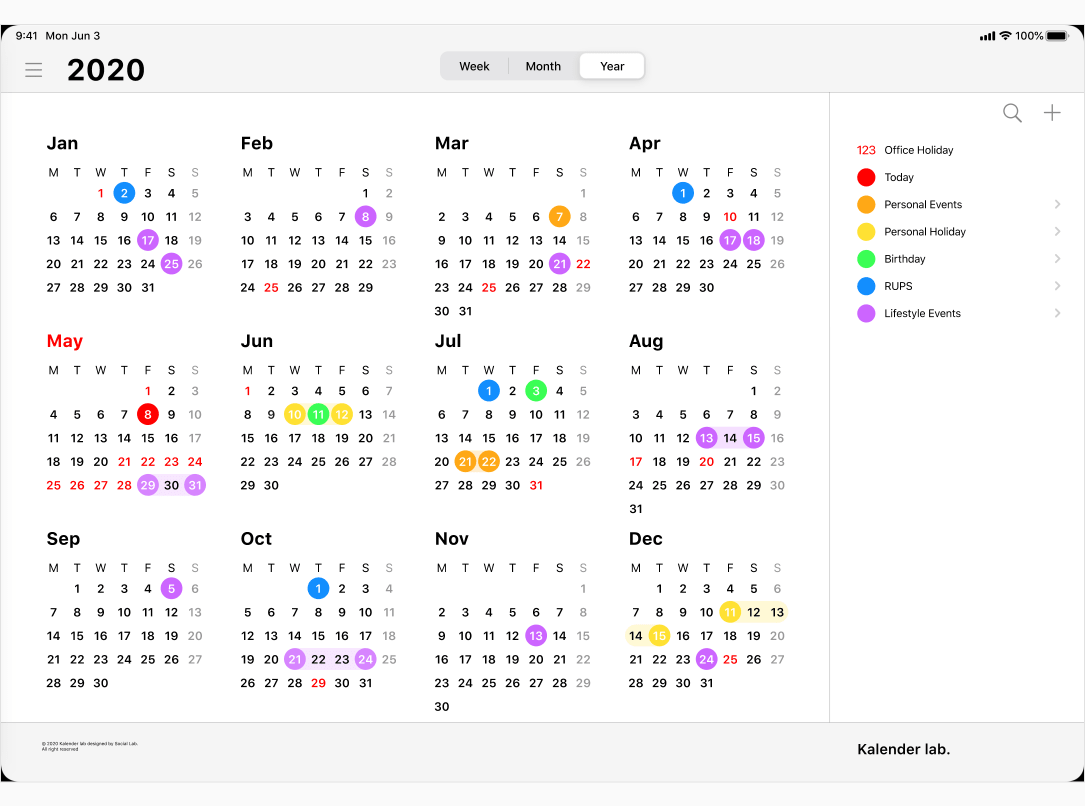 9:41 Mon Jun 3 100%
2020 Week Month Year
Jan Feb Mar Apr
M T W T F S S M T W T F S S M T W T F S S M T W T F S S
1 2 3 4 5 1 2 1 1 2 3 4 5
6 7 8 9 10 11 12 3 4 5 6 7 8 9 2 3 4 5 6 7 8 6 7 8 9 10 11 12
13 14 15 16 17 18 19 10 11 12 13 14 15 16 9 10 11 12 13 14 15 13 14 15 16 17 18 19
20 21 22 23 24 25 26 17 18 19 20 21 22 23 16 17 18 19 20 21 22 20 21 22 23 24 25 26
27 28 29 30 31 24 25 26 27 28 29 23 24 25 26 27 28 29 27 28 29 30
30 31
May Jun Jul Aug
M T W T F S S M T W T F S S M T W T F S S M T W T F S S
1 2 3 1 2 3 4 5 6 7 1 2 3 4 5 1 2
4 5 6 7 8 9 10 8 9 10 11 12 13 14 6 7 8 9 10 11 12 3 4 5 6 7 8 9
11 12 13 14 15 16 17 15 16 17 18 19 20 21 13 14 15 16 17 18 19 10 11 12 13 14 15 16
18 19 20 21 22 23 24 22 23 24 25 26 27 28 20 21 22 23 24 25 26 17 18 19 20 21 22 23
25 26 27 28 29 30 31 29 30 27 28 29 30 31 24 25 26 27 28 29 30
31
Sep Oct Nov Dec
M T W T F S S M T W T F S S M T W T F S S M T W T F S S
1 2 3 4 5 6 1 2 3 4 1 1 2 3 4 5 6
7 8 9 10 11 12 13 5 6 7 8 9 10 11 2 3 4 5 6 7 8 7 8 9 10 11 12 13
14 15 16 17 18 19 20 12 13 14 15 16 17 18 9 10 11 12 13 14 15 14 15 16 17 18 19 20
21 22 23 24 25 26 27 19 20 21 22 23 24 25 16 17 18 19 20 21 22 21 22 23 24 25 26 27
28 29 30 26 27 28 29 30 31 23 24 25 26 27 28 29 28 29 30 31
30
123 Office Holiday
Today
Personal Events
Personal Holiday
Birthday
RUPS
Lifestyle Events
© 2020 Kalender lab designed by Social Lab.
All right reserved
Kalender lab.